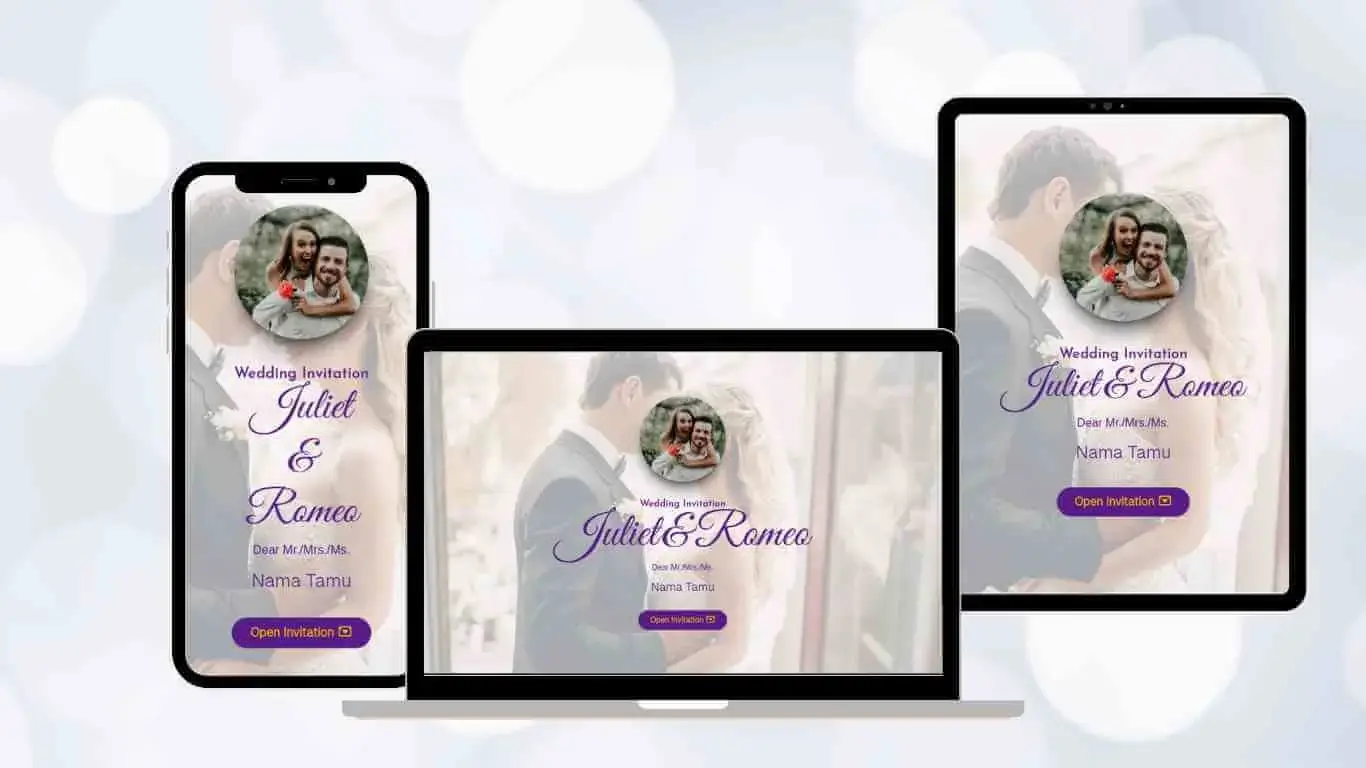 Wedding Invitation
Juliet
&
Romeo
Dear Mr./Mrs./Ms.
Nama Tamu
Open Invitation
Wedding Invitation
Juliet & Romeo
Dear Mr./Mrs./Ms.
Nama Tamu
Open Invitation
Wedding Invitation
Juliet & Romeo
Dear Mr./Mrs./Ms.
Nama Tamu
Open Invitation